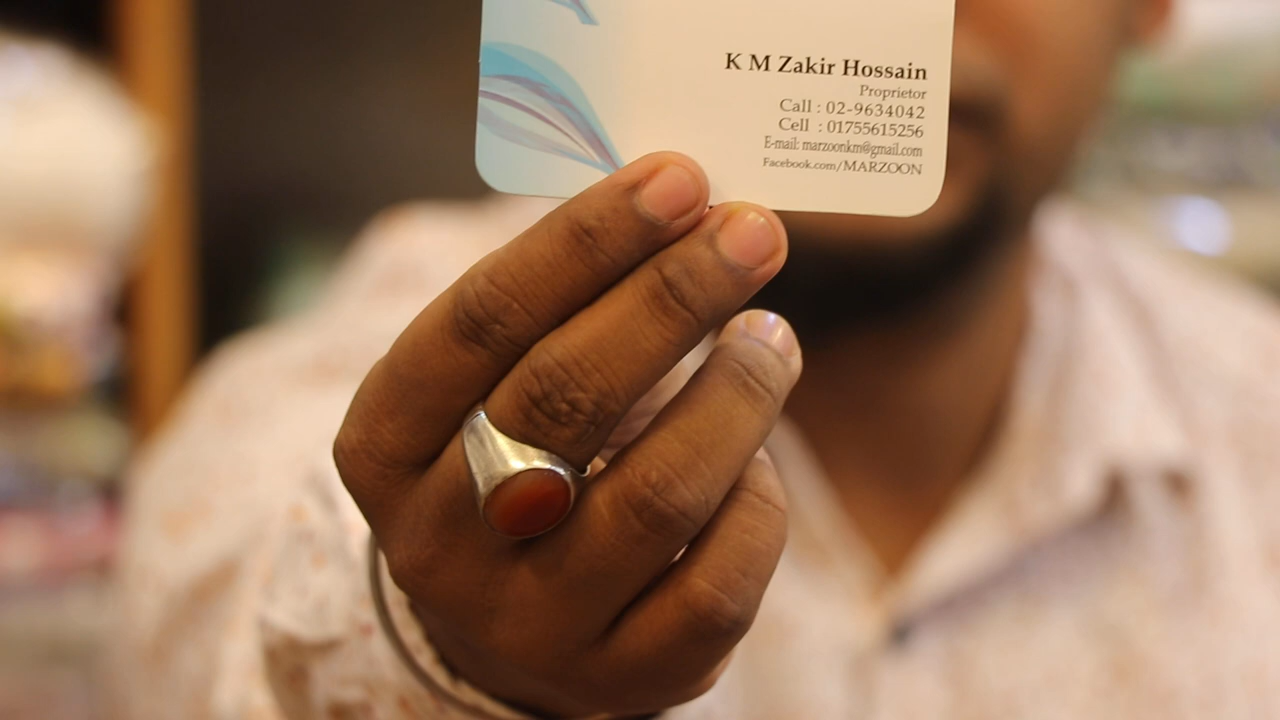 K M Zakir Hossain
Proprietor
Call : 02-9634042
Cell : 01755615256
E-mail: marzoonkm@gmail.com
Facebook.com/MARZOON